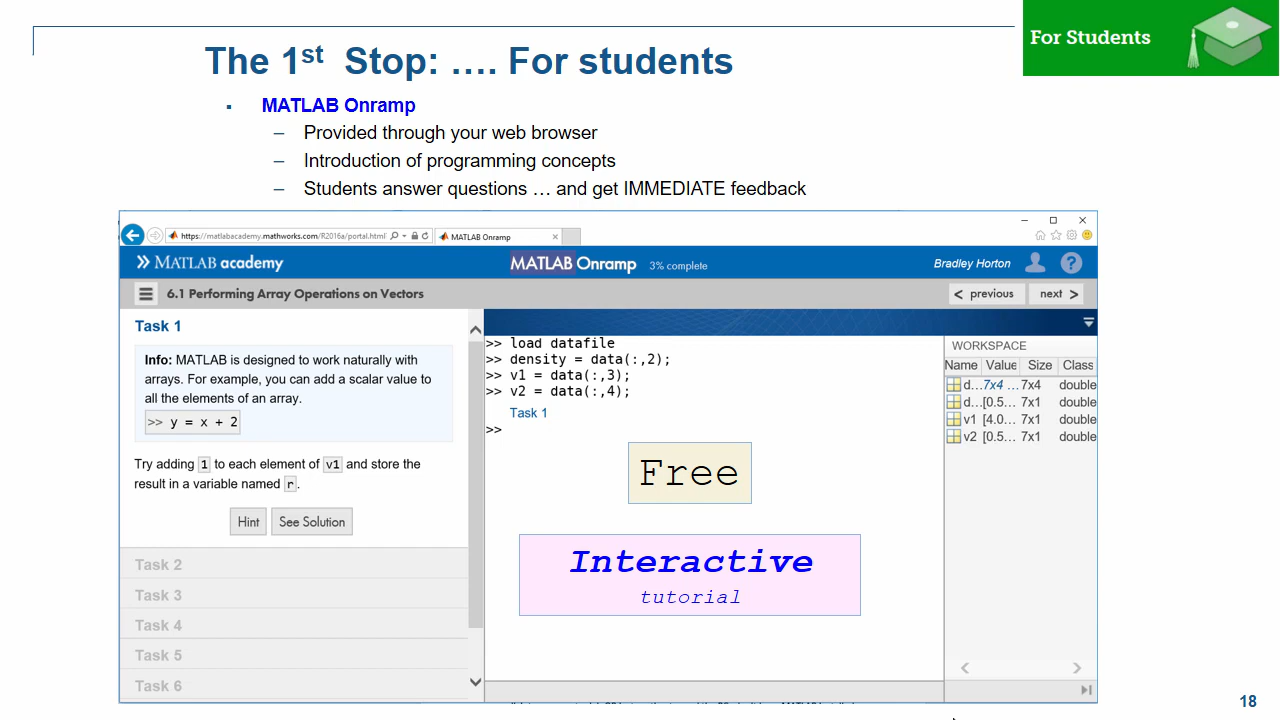 For Students
The 1st Stop: …. For students
▪ MATLAB Onramp
– Provided through your web browser
– Introduction of programming concepts
– Students answer questions … and get IMMEDIATE feedback
https://matlabacademy.mathworks.com/R2016a/portal.html
MATLAB Onramp
MATLAB academy
MATLAB Onramp 3% complete
Bradley Horton
6.1 Performing Array Operations on Vectors
< previous
next >
Task 1
Info: MATLAB is designed to work naturally with
arrays. For example, you can add a scalar value to
all the elements of an array.
>> y = x + 2
Try adding 1 to each element of v1 and store the
result in a variable named r.
Hint
See Solution
Task 2
Task 3
Task 4
Task 5
Task 6
>> load datafile
>> density = data(:,2);
>> v1 = data(:,3);
>> v2 = data(:,4);
Task 1
>>
Free
Interactive
tutorial
WORKSPACE
Name Value Size Class
d... 7x4 ... 7x4 double
d... [0.5... 7x1 double
v1 [4.0... 7x1 double
v2 [0.5... 7x1 double
18